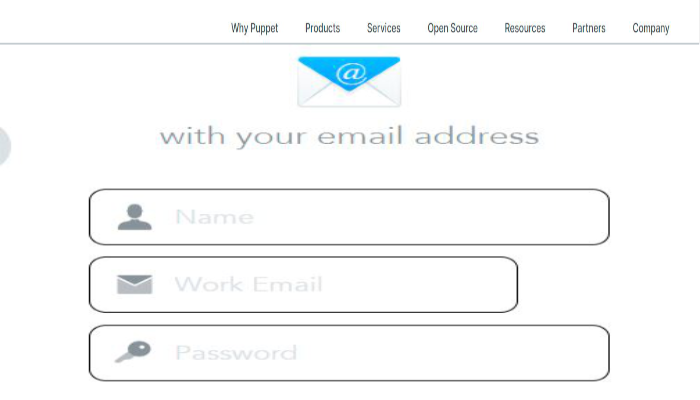 Why Puppet Products Services Open Source Resources Partners Company
@
with your email address
Name
Work Email
Password